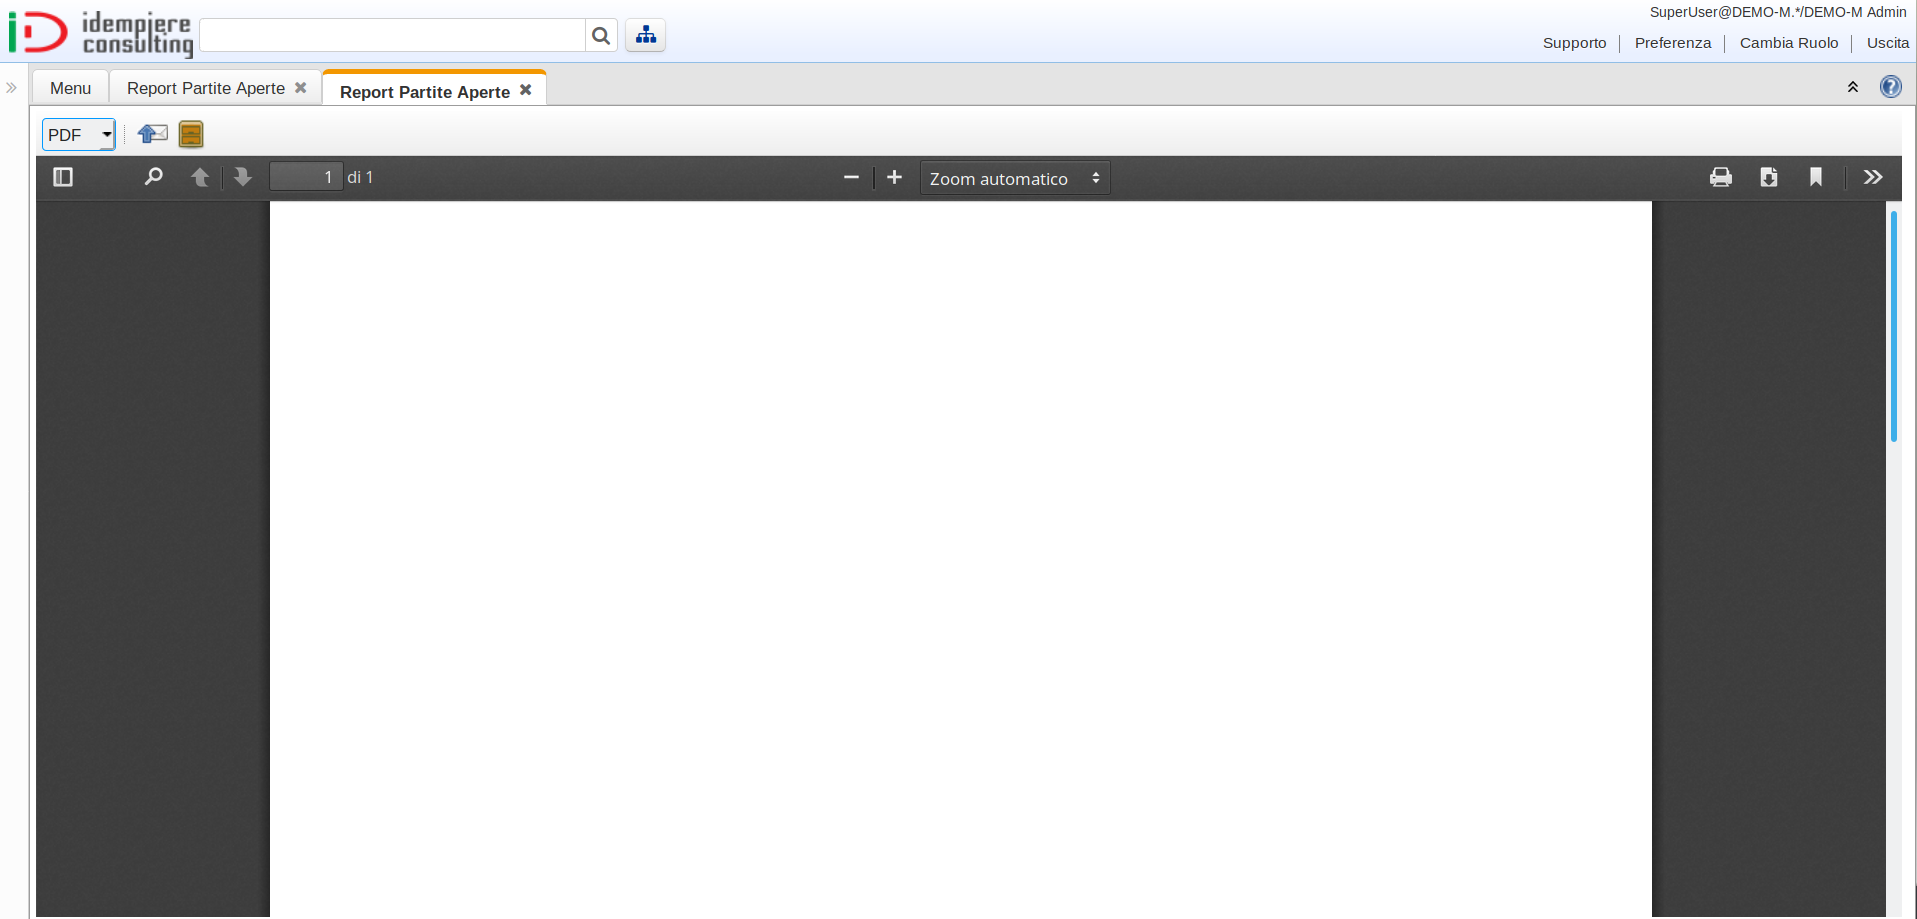 idempiere
consulting
SuperUser@DEMO-M.*/DEMO-M Admin
Supporto
Preferenza
Cambia Ruolo
Uscita
Menu
Report Partite Aperte
Report Partite Aperte
PDF
1 di 1
Zoom automatico